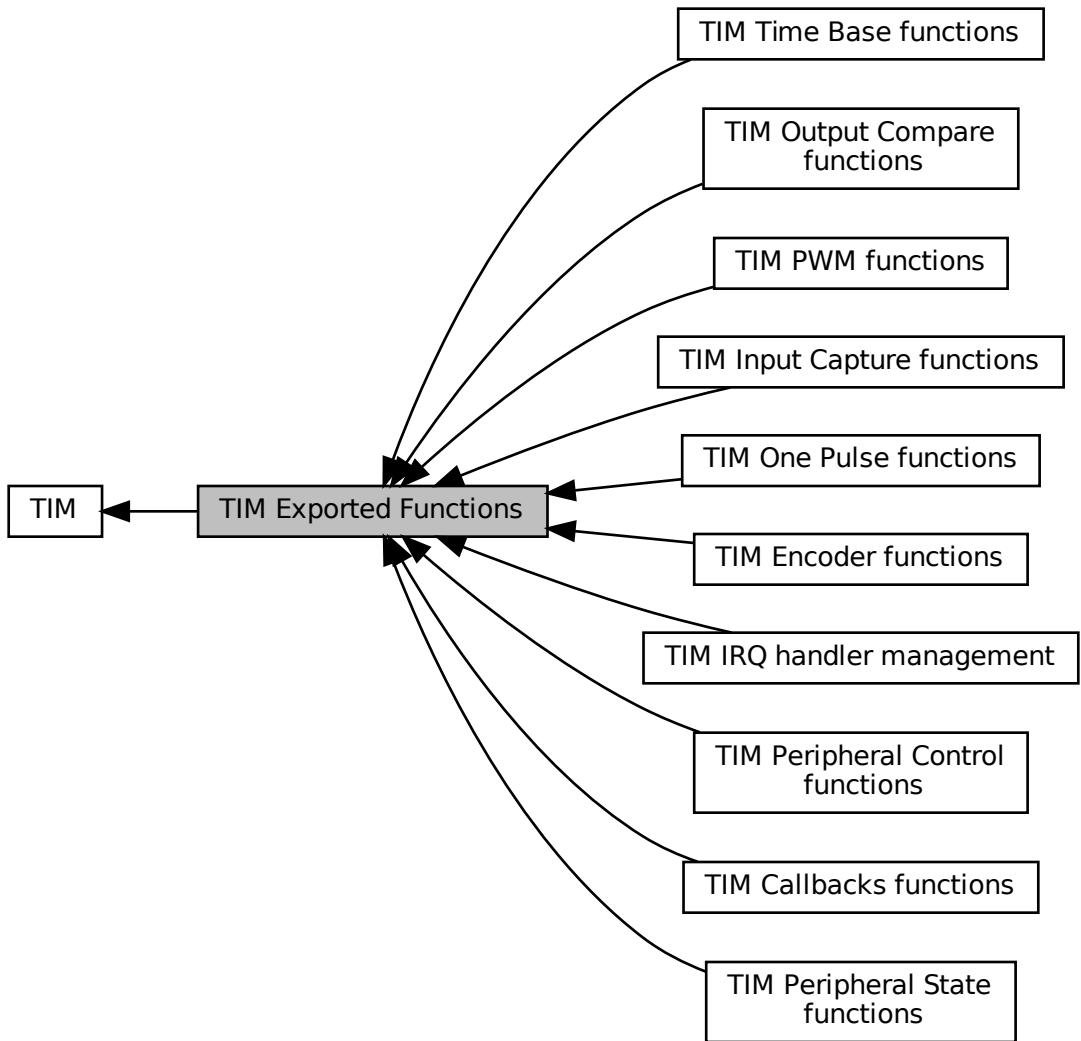 TIM Time Base functions
TIM Output Compare
functions
TIM PWM functions
TIM Input Capture functions
TIM One Pulse functions
TIM
TIM Exported Functions
TIM Encoder functions
TIM IRQ handler management
TIM Peripheral Control
functions
TIM Callbacks functions
TIM Peripheral State
functions